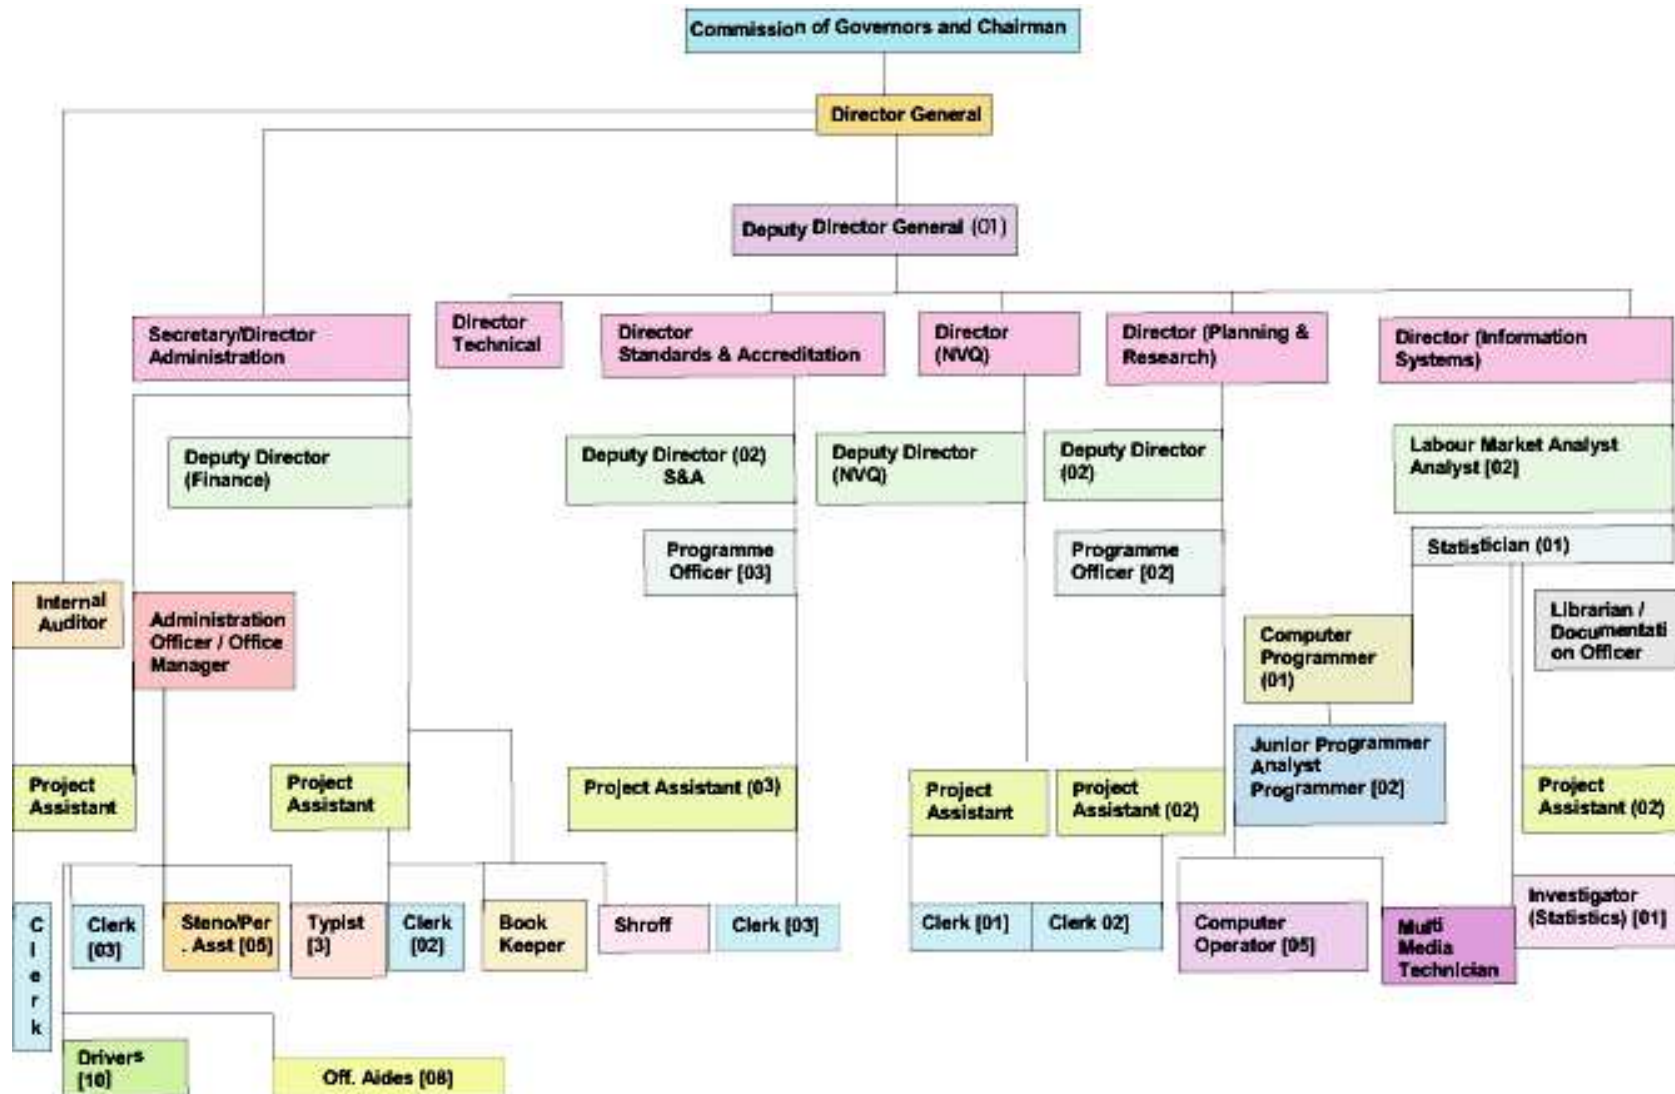 Commission of Governors and Chairman
Director General
Deputy Director General (01)
Secretary/Director
Administration
Director
Technical
Director
Standards & Accreditation
Director
(NVQ)
Director (Planning &
Research)
Director (Information
Systems)
Deputy Director
(Finance)
Deputy Director (02)
S&A
Deputy Director
(NVQ)
Deputy Director
(02)
Labour Market Analyst
Analyst [02]
Programme
Officer [03]
Programme
Officer [02]
Statistician (01)
Internal
Auditor
Administration
Officer / Office
Manager
Computer
Programmer
(01)
Librarian /
Documentati
on Officer
Junior Programmer
Analyst
Programmer [02]
Project
Assistant
Project
Assistant
Project Assistant (03)
Project
Assistant
Project
Assistant (02)
Project
Assistant (02)
C
l
e
r
k
Clerk
[03]
Steno/Per
. Asst [05]
Typist
[3]
Clerk
[02]
Book
Keeper
Shroff
Clerk [03]
Clerk [01]
Clerk 02]
Computer
Operator [05]
Multi
Media
Technician
Investigator
(Statistics) [01]
Drivers
[10]
Off. Aides [08]